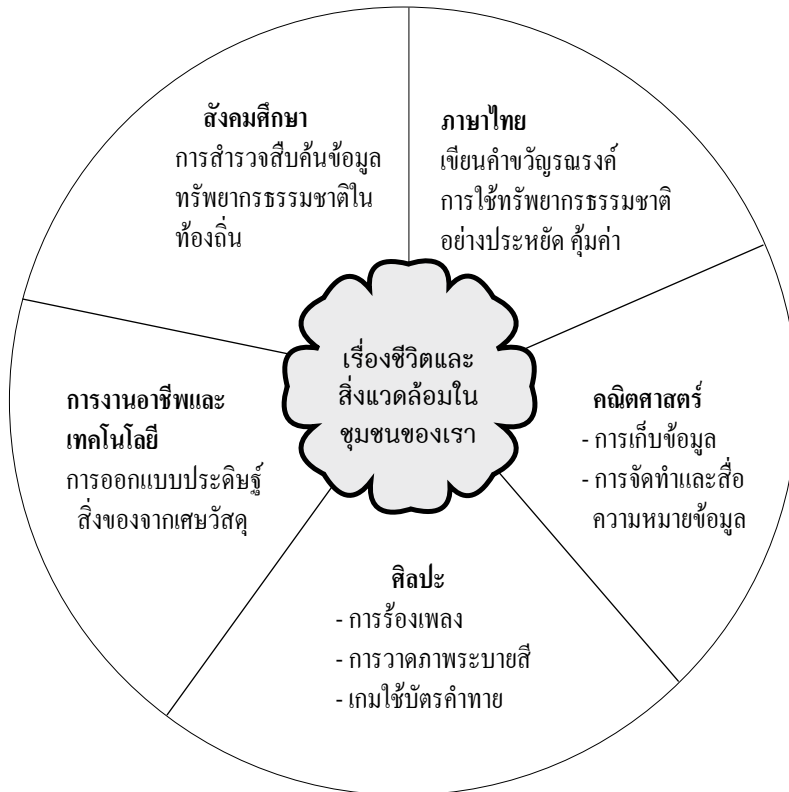 สังคมศึกษา
การสำรวจสืบค้นข้อมูล
ทรัพยากรธรรมชาติใน
ท้องถิ่น
ภาษาไทย
เขียนคำขวัญรณรงค์
การใช้ทรัพยากรธรรมชาติ
อย่างประหยัด คุ้มค่า
เรื่องชีวิตและ
สิ่งแวดล้อมใน
ชุมชนของเรา
การงานอาชีพและ
เทคโนโลยี
การออกแบบประดิษฐ์
สิ่งของจากเศษวัสดุ
คณิตศาสตร์
- การเก็บข้อมูล
- การจัดทำและสื่อ
ความหมายข้อมูล
ศิลปะ
- การร้องเพลง
- การวาดภาพระบายสี
- เกมใช้บัตรคำทาย